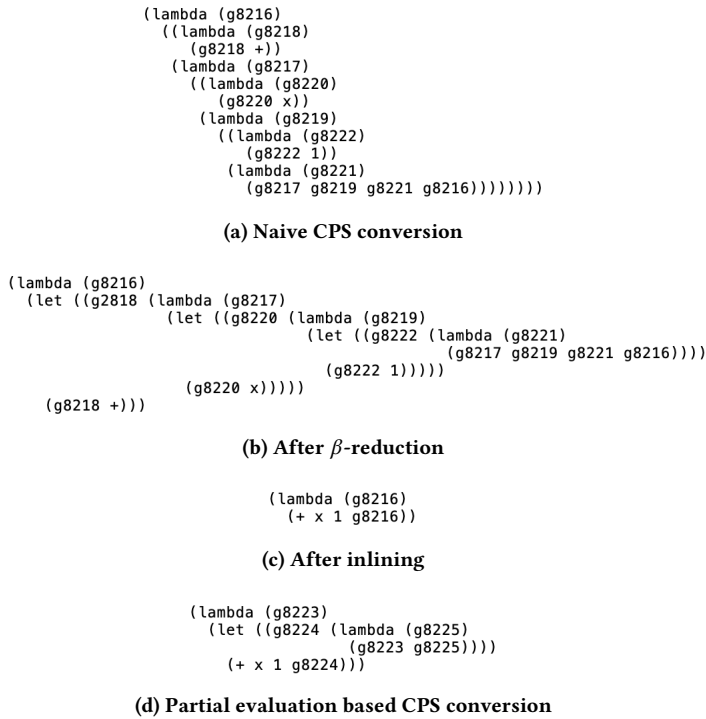 (lambda (g8216)
((lambda (g8218)
(g8218 +))
(lambda (g8217)
((lambda (g8220)
(g8220 x))
(lambda (g8219)
((lambda (g8222)
(g8222 1))
(lambda (g8221)
(g8217 g8219 g8221 g8216))))))))
(a) Naive CPS conversion
(lambda (g8216)
(let ((g2818 (lambda (g8217)
(let ((g8220 (lambda (g8219)
(let ((g8222 (lambda (g8221)
(g8217 g8219 g8221 g8216))))
(g8222 1)))))
(g8220 x)))))
(g8218 +)))
(b) After β-reduction
(lambda (g8216)
(+ x 1 g8216))
(c) After inlining
(lambda (g8223)
(let ((g8224 (lambda (g8225)
(g8223 g8225))))
(+ x 1 g8224)))
(d) Partial evaluation based CPS conversion